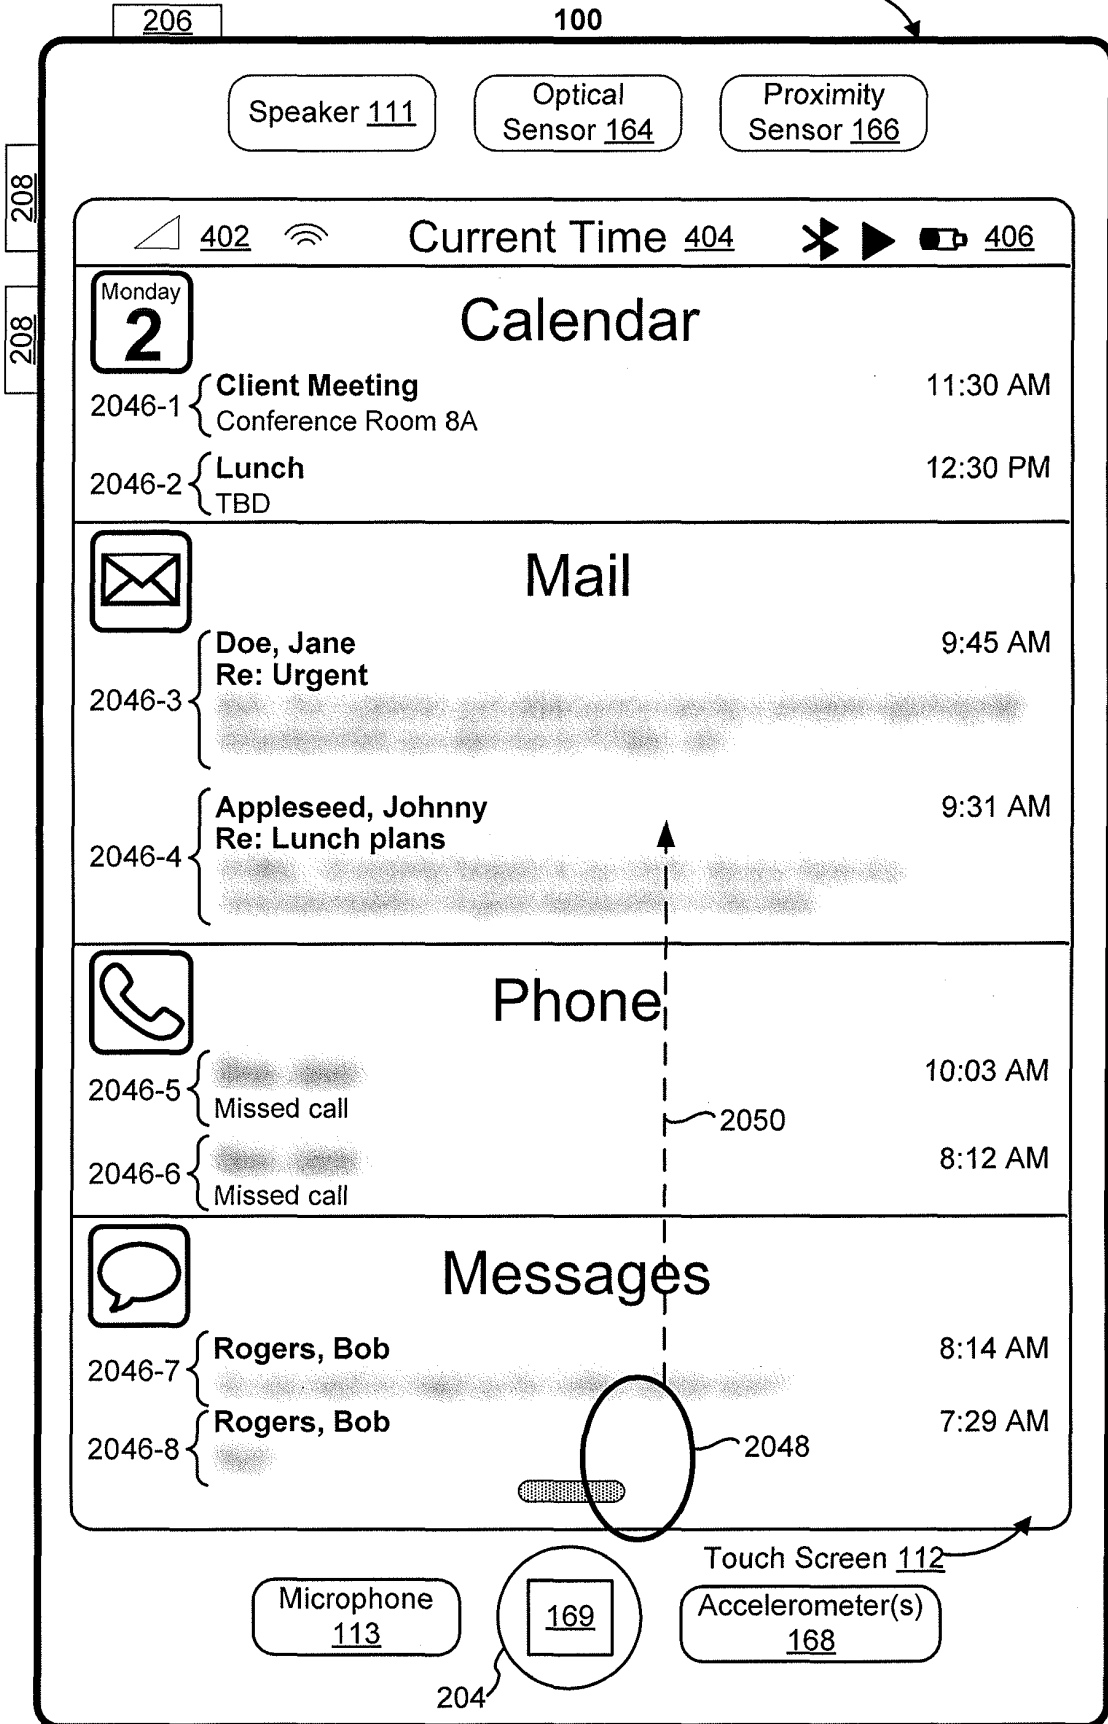 206
100
Speaker 111
Optical
Sensor 164
Proximity
Sensor 166
208
208
402
Current Time 404
406
Monday
2
Calendar
2046-1
Client Meeting
11:30 AM
Conference Room 8A
2046-2
Lunch
12:30 PM
TBD
Mail
Doe, Jane
9:45 AM
Re: Urgent
2046-3
Appleseed, Johnny
9:31 AM
Re: Lunch plans
2046-4
Phone
2046-5
10:03 AM
Missed call
2050
2046-6
8:12 AM
Missed call
Messages
2046-7
Rogers, Bob
8:14 AM
2046-8
Rogers, Bob
7:29 AM
2048
Touch Screen 112
Microphone
113
169
Accelerometer(s)
168
204